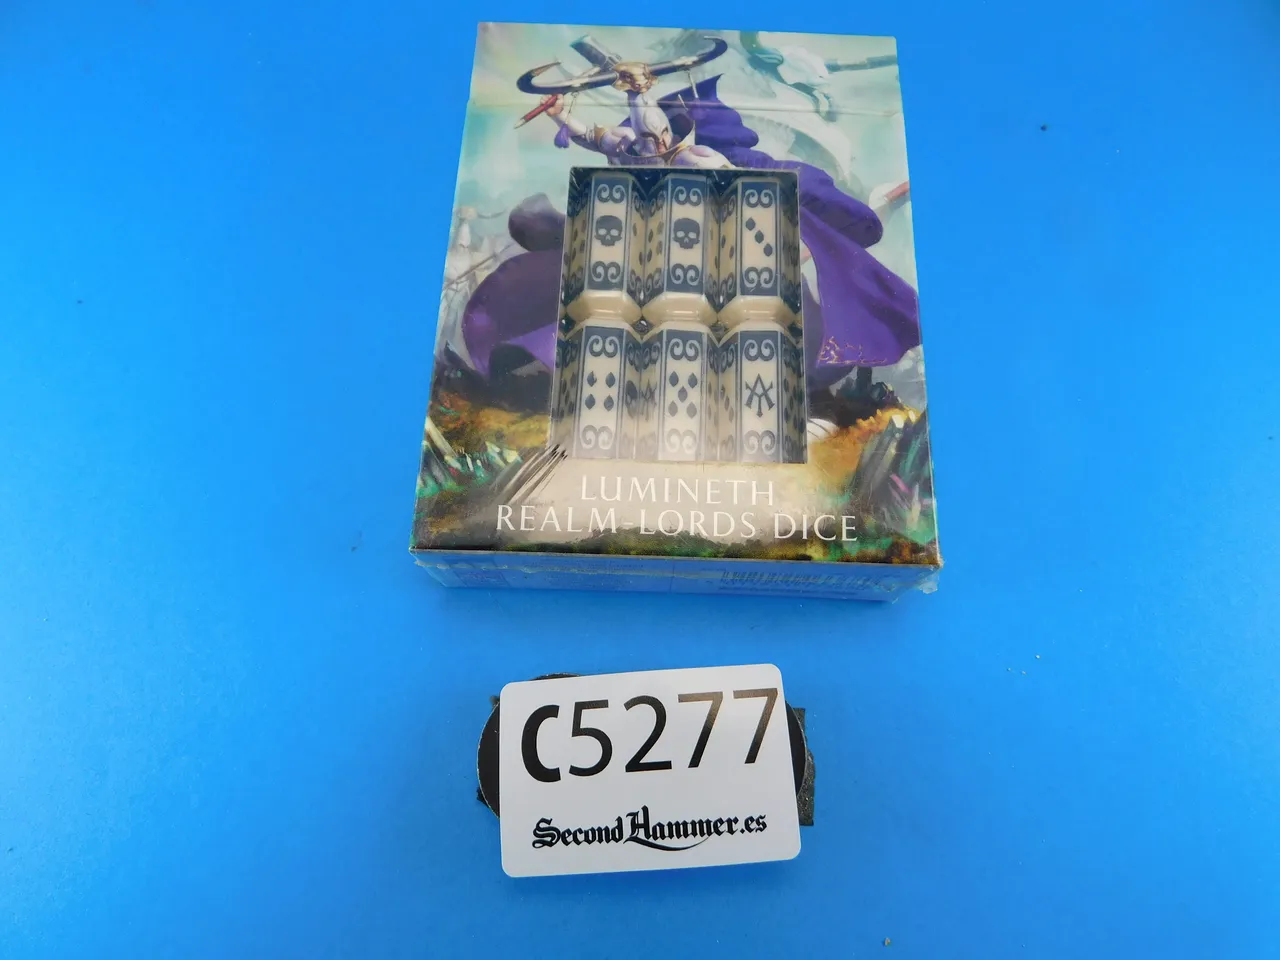 LUMINETH
REALM-LORDS DICE
C5277
SecondHammer.es